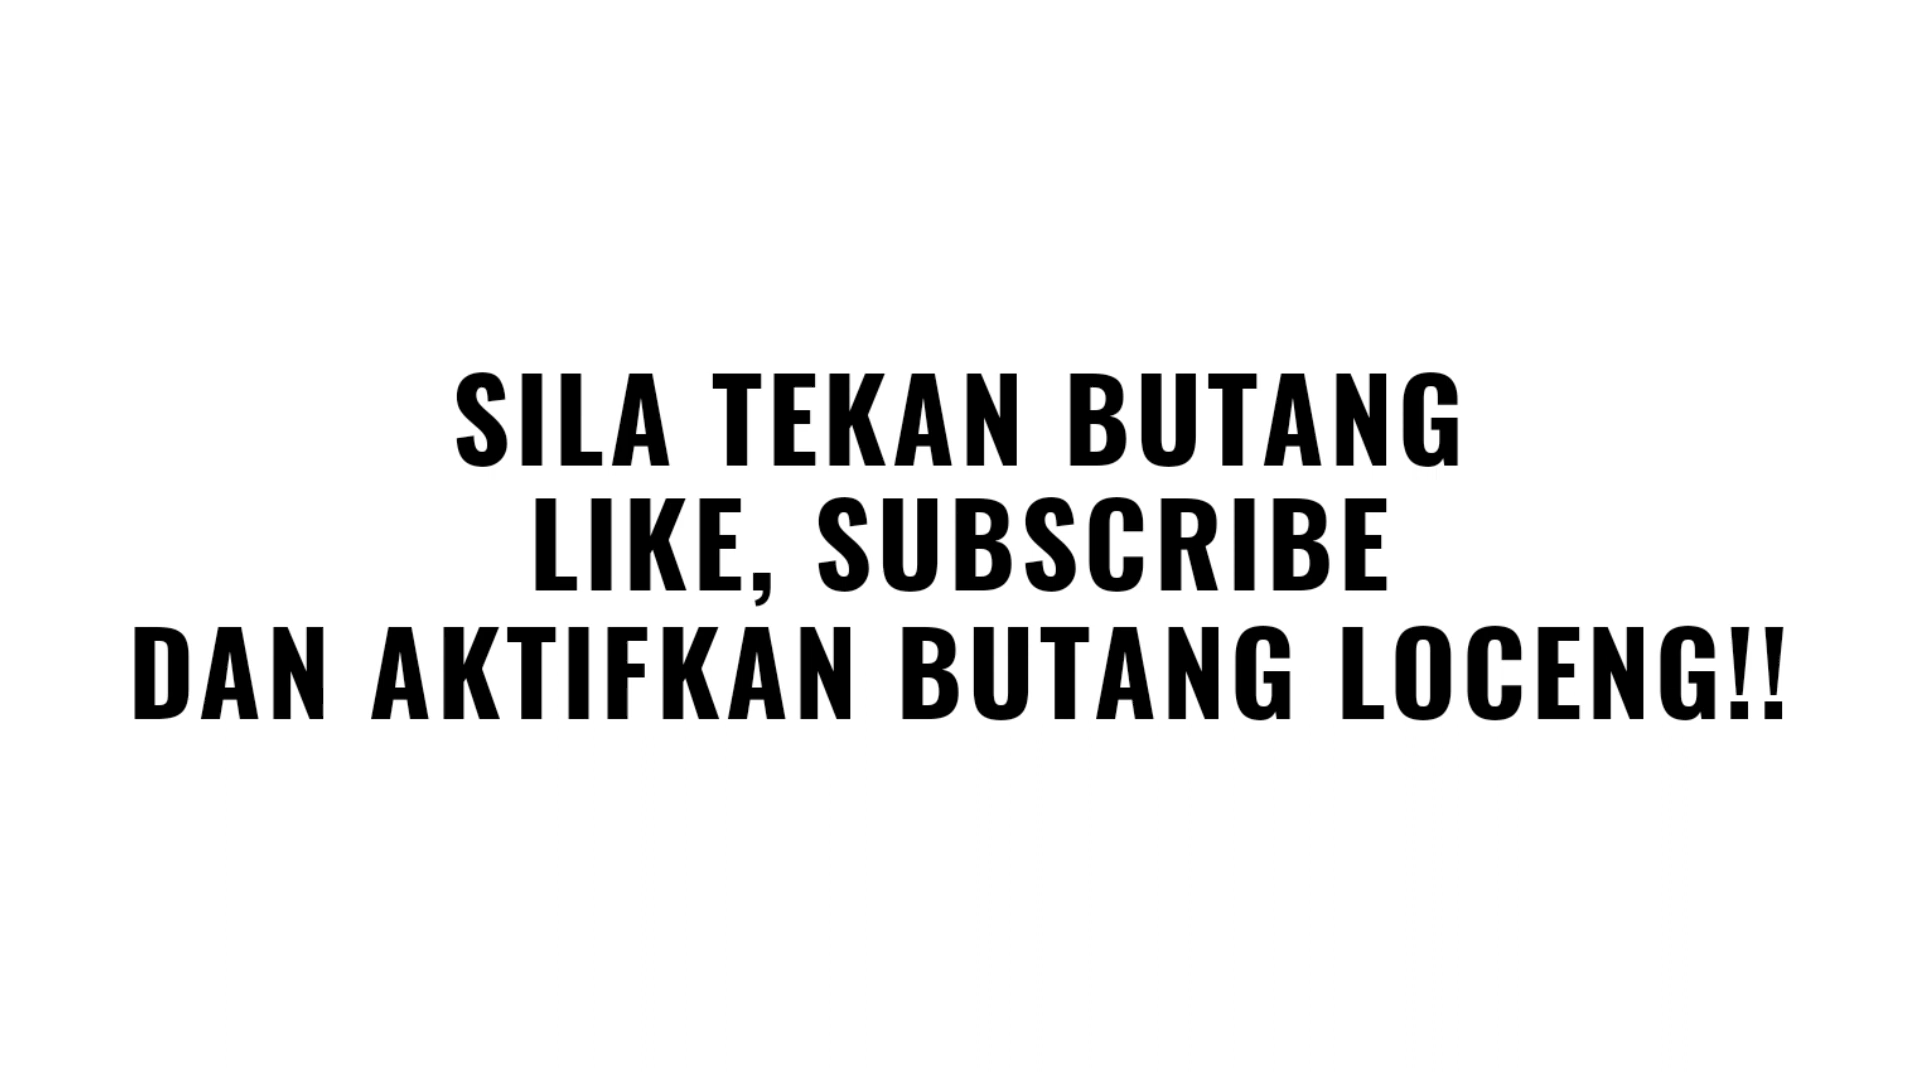 SILA TEKAN BUTANG
LIKE, SUBSCRIBE
DAN AKTIFKAN BUTANG LOCENG!!